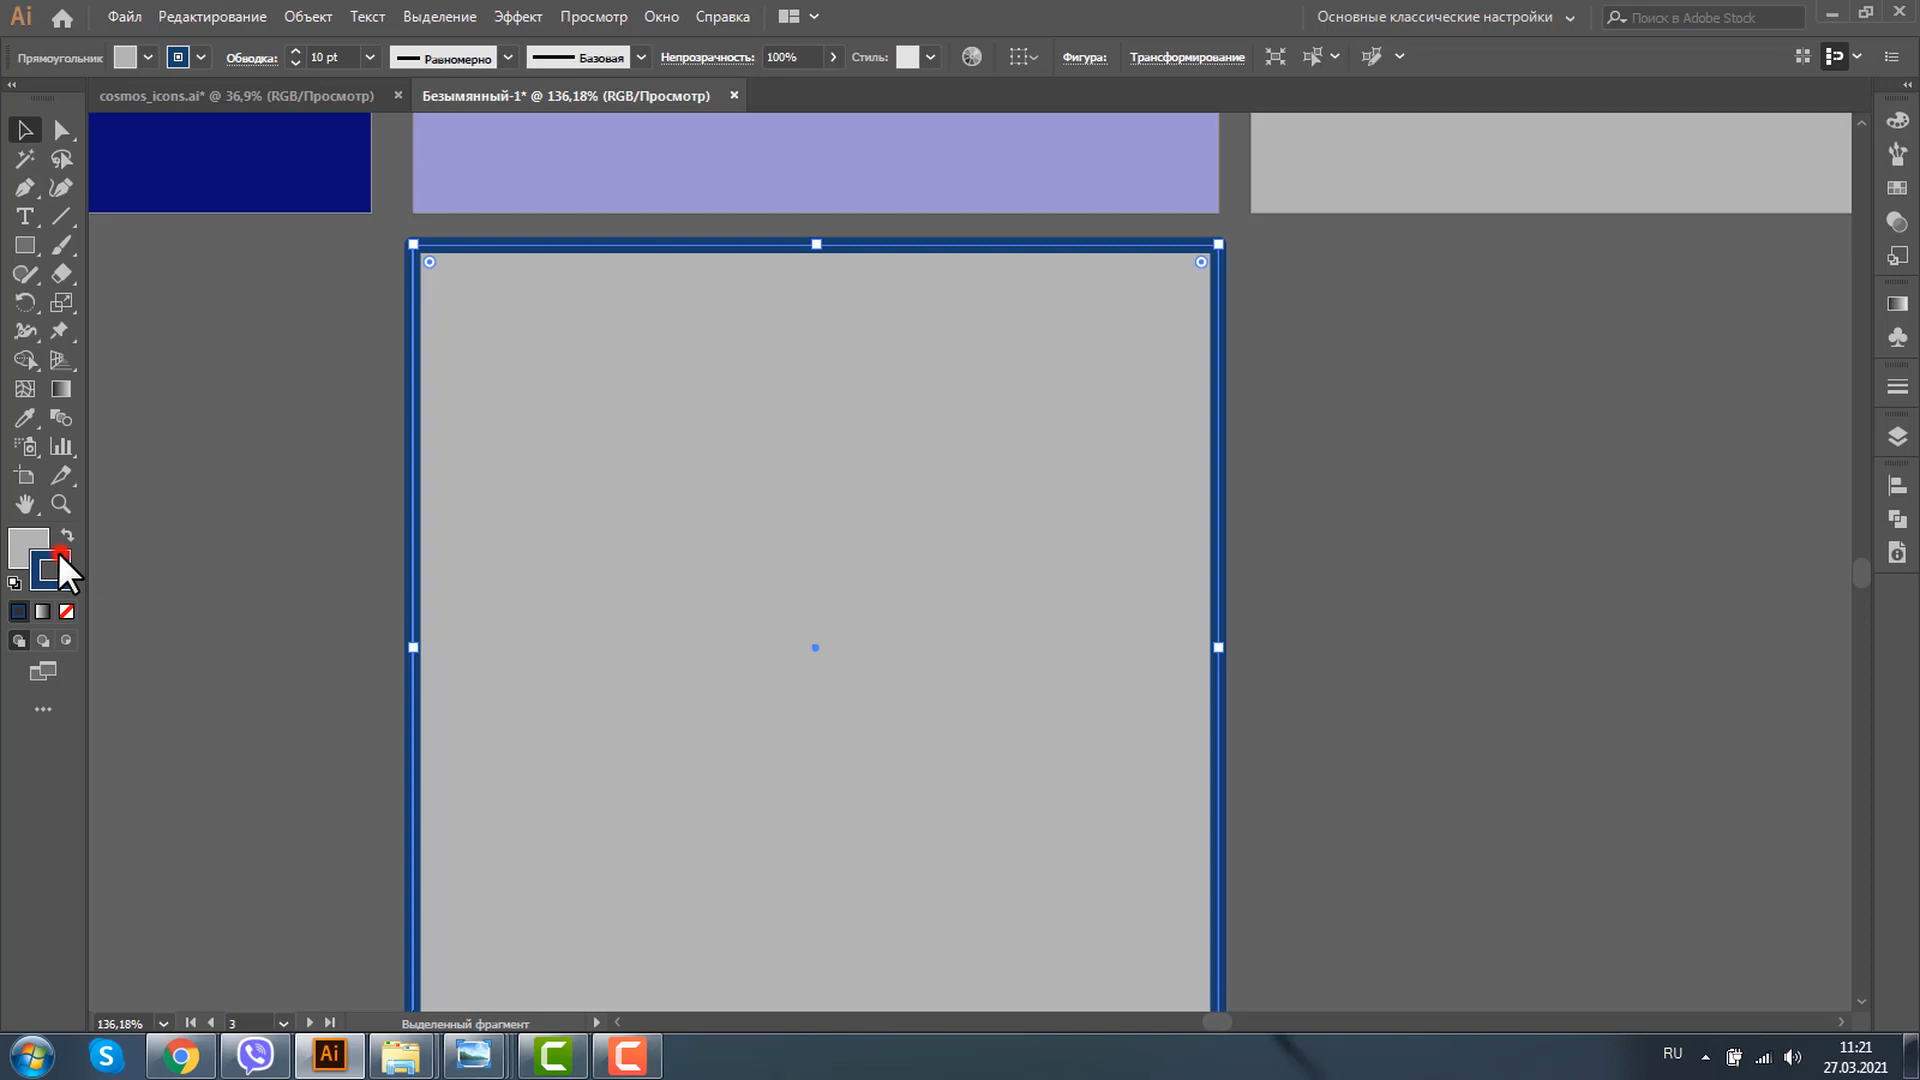 Ai Файл Редактирование Объект Текст Выделение Эффект Просмотр Окно Справка Основные классические настройки Поиск в Adobe Stock
Прямоугольник Обводка: 10 pt Равномерно Базовая Непрозрачность: 100% Стиль: Фигура: Трансформирование
cosmos_icons.ai* @ 36,9% (RGB/Просмотр) × Безымянный-1* @ 136,18% (RGB/Просмотр) ×
T
136,18% 3 Выделенный фрагмент
S Ai C C RU 11:21
27.03.2021